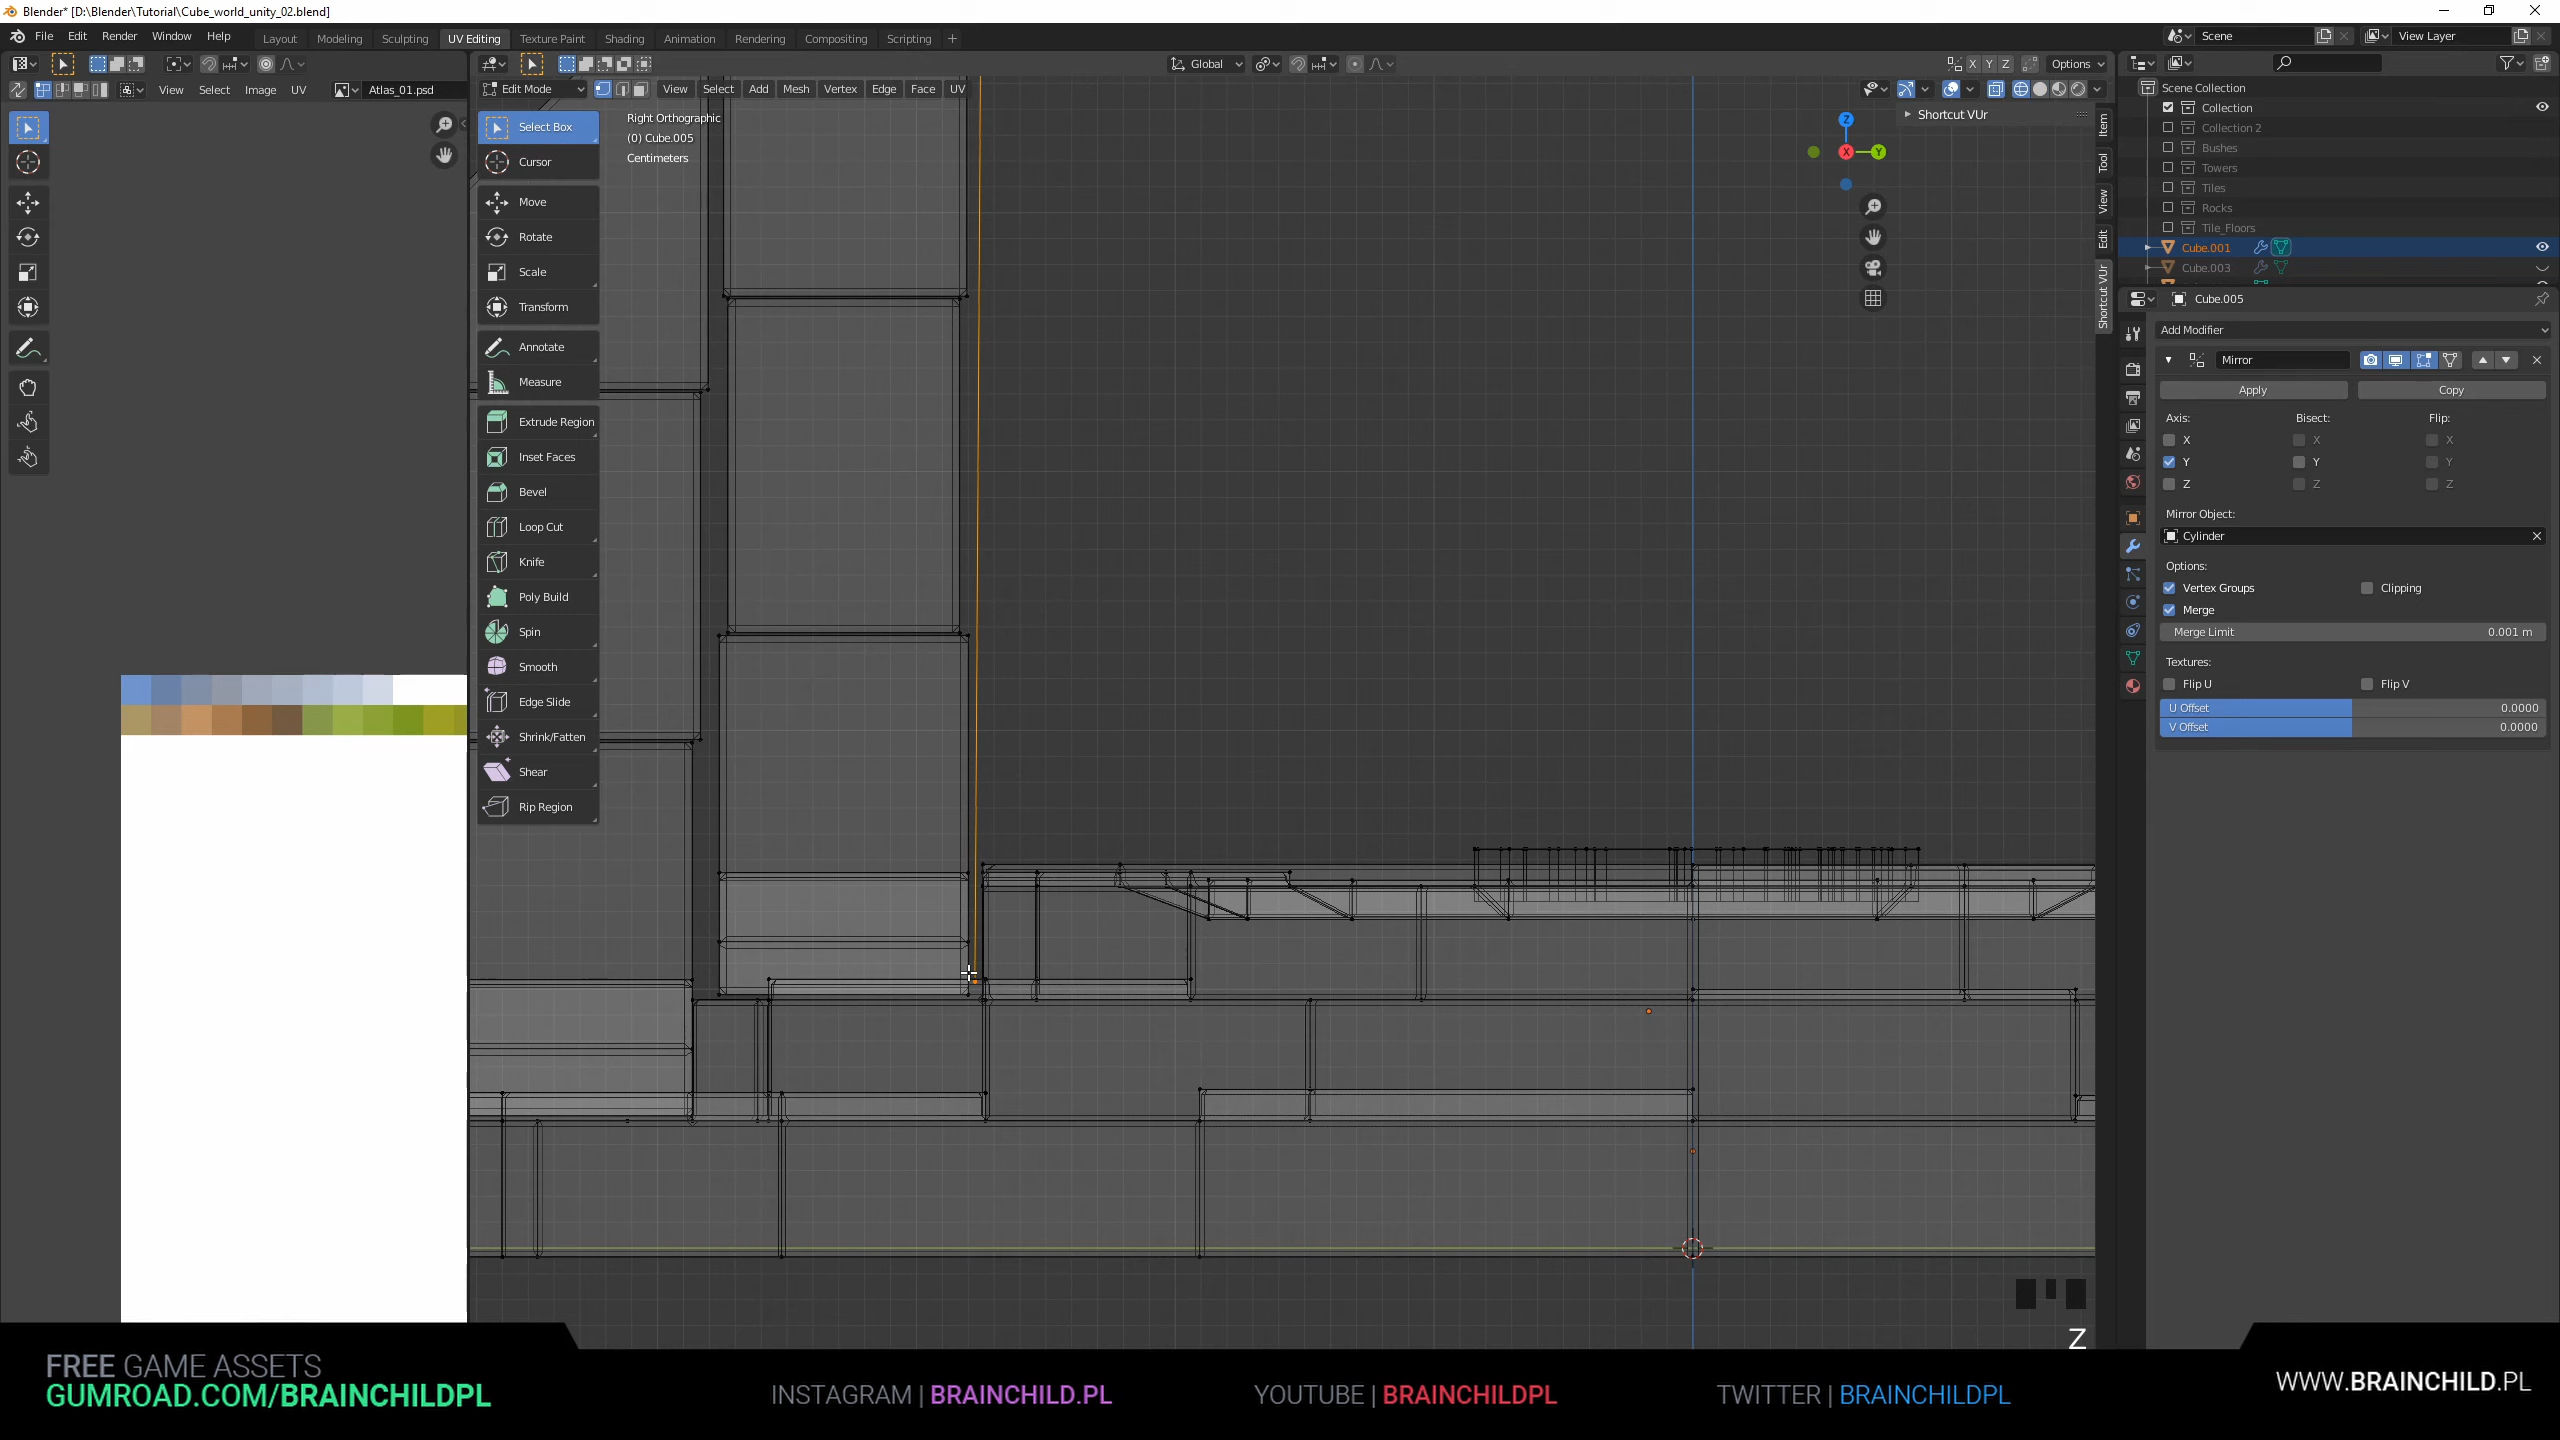 Blender* [D:\Blender\Tutorial\Cube_world_unity_02.blend]
File Edit Render Window Help Layout Modeling Sculpting UV Editing Texture Paint Shading Animation Rendering Compositing Scripting + Scene View Layer
Global X Y Z Options
View Select Image UV Atlas_01.psd Edit Mode View Select Add Mesh Vertex Edge Face UV
Right Orthographic
(0) Cube.005
Centimeters
Select Box
Cursor
Move
Rotate
Scale
Transform
Annotate
Measure
Extrude Region
Inset Faces
Bevel
Loop Cut
Knife
Poly Build
Spin
Smooth
Edge Slide
Shrink/Fatten
Shear
Rip Region
Shortcut VUr
Z
X
Y
Item
Tool
View
Edit
Shortcut VUr
Scene Collection
Collection
Collection 2
Bushes
Towers
Tiles
Rocks
Tile_Floors
Cube.001
Cube.003
Cube.005
Add Modifier
Mirror
Apply Copy
Axis: Bisect: Flip:
X X X
Y Y Y
Z Z Z
Mirror Object:
Cylinder
Options:
Vertex Groups Clipping
Merge
Merge Limit 0.001 m
Textures:
Flip U Flip V
U Offset 0.0000
V Offset 0.0000
Z
FREE GAME ASSETS
GUMROAD.COM/BRAINCHILDPL
INSTAGRAM | BRAINCHILD.PL
YOUTUBE | BRAINCHILDPL
TWITTER | BRAINCHILDPL
WWW.BRAINCHILD.PL